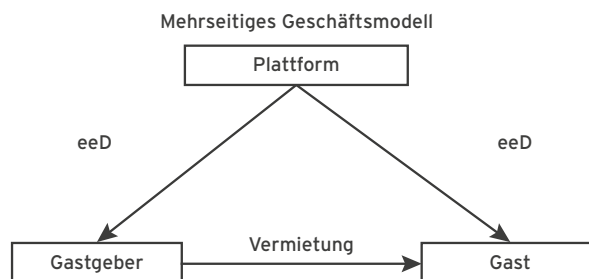 Mehrseitiges Geschäftsmodell
Plattform
eeD
eeD
Vermietung
Gastgeber
Gast